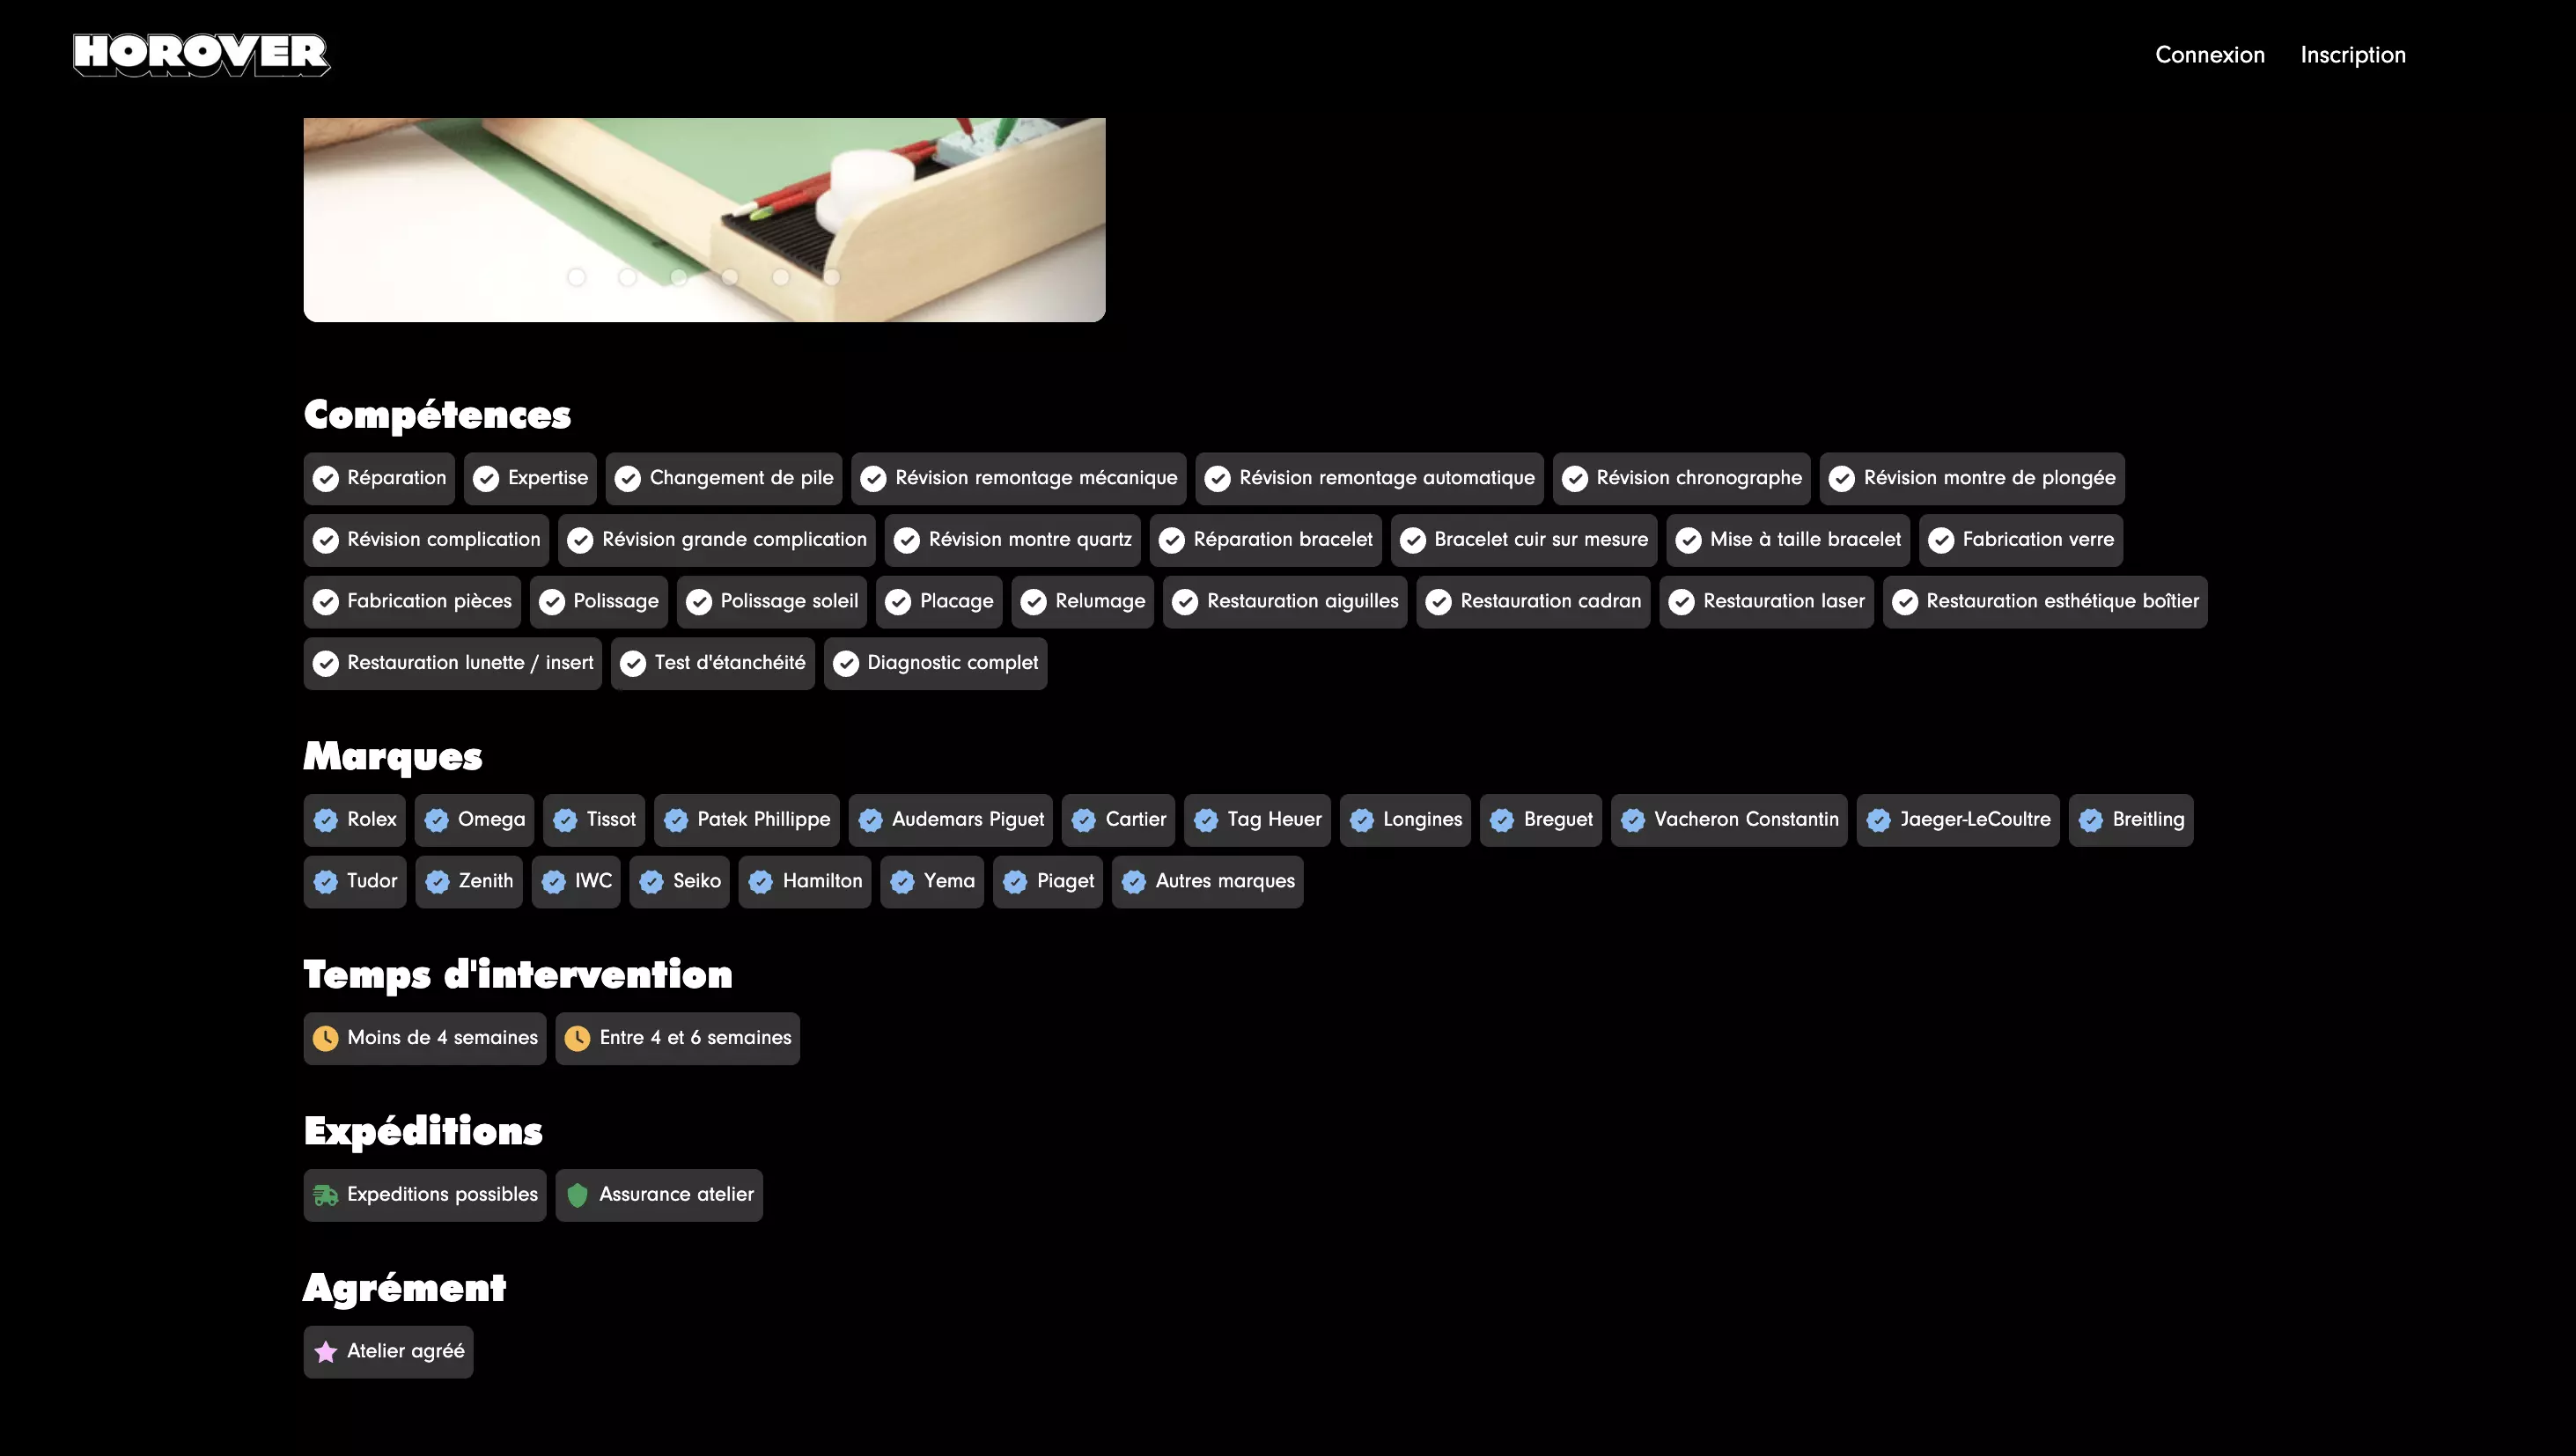 HOROVER
Connexion Inscription
Compétences
Réparation Expertise Changement de pile Révision remontage mécanique Révision remontage automatique Révision chronographe Révision montre de plongée
Révision complication Révision grande complication Révision montre quartz Réparation bracelet Bracelet cuir sur mesure Mise à taille bracelet Fabrication verre
Fabrication pièces Polissage Polissage soleil Placage Relumage Restauration aiguilles Restauration cadran Restauration laser Restauration esthétique boîtier
Restauration lunette / insert Test d'étanchéité Diagnostic complet
Marques
Rolex Omega Tissot Patek Phillippe Audemars Piguet Cartier Tag Heuer Longines Breguet Vacheron Constantin Jaeger-LeCoultre Breitling
Tudor Zenith IWC Seiko Hamilton Yema Piaget Autres marques
Temps d'intervention
Moins de 4 semaines Entre 4 et 6 semaines
Expéditions
Expeditions possibles Assurance atelier
Agrément
Atelier agréé